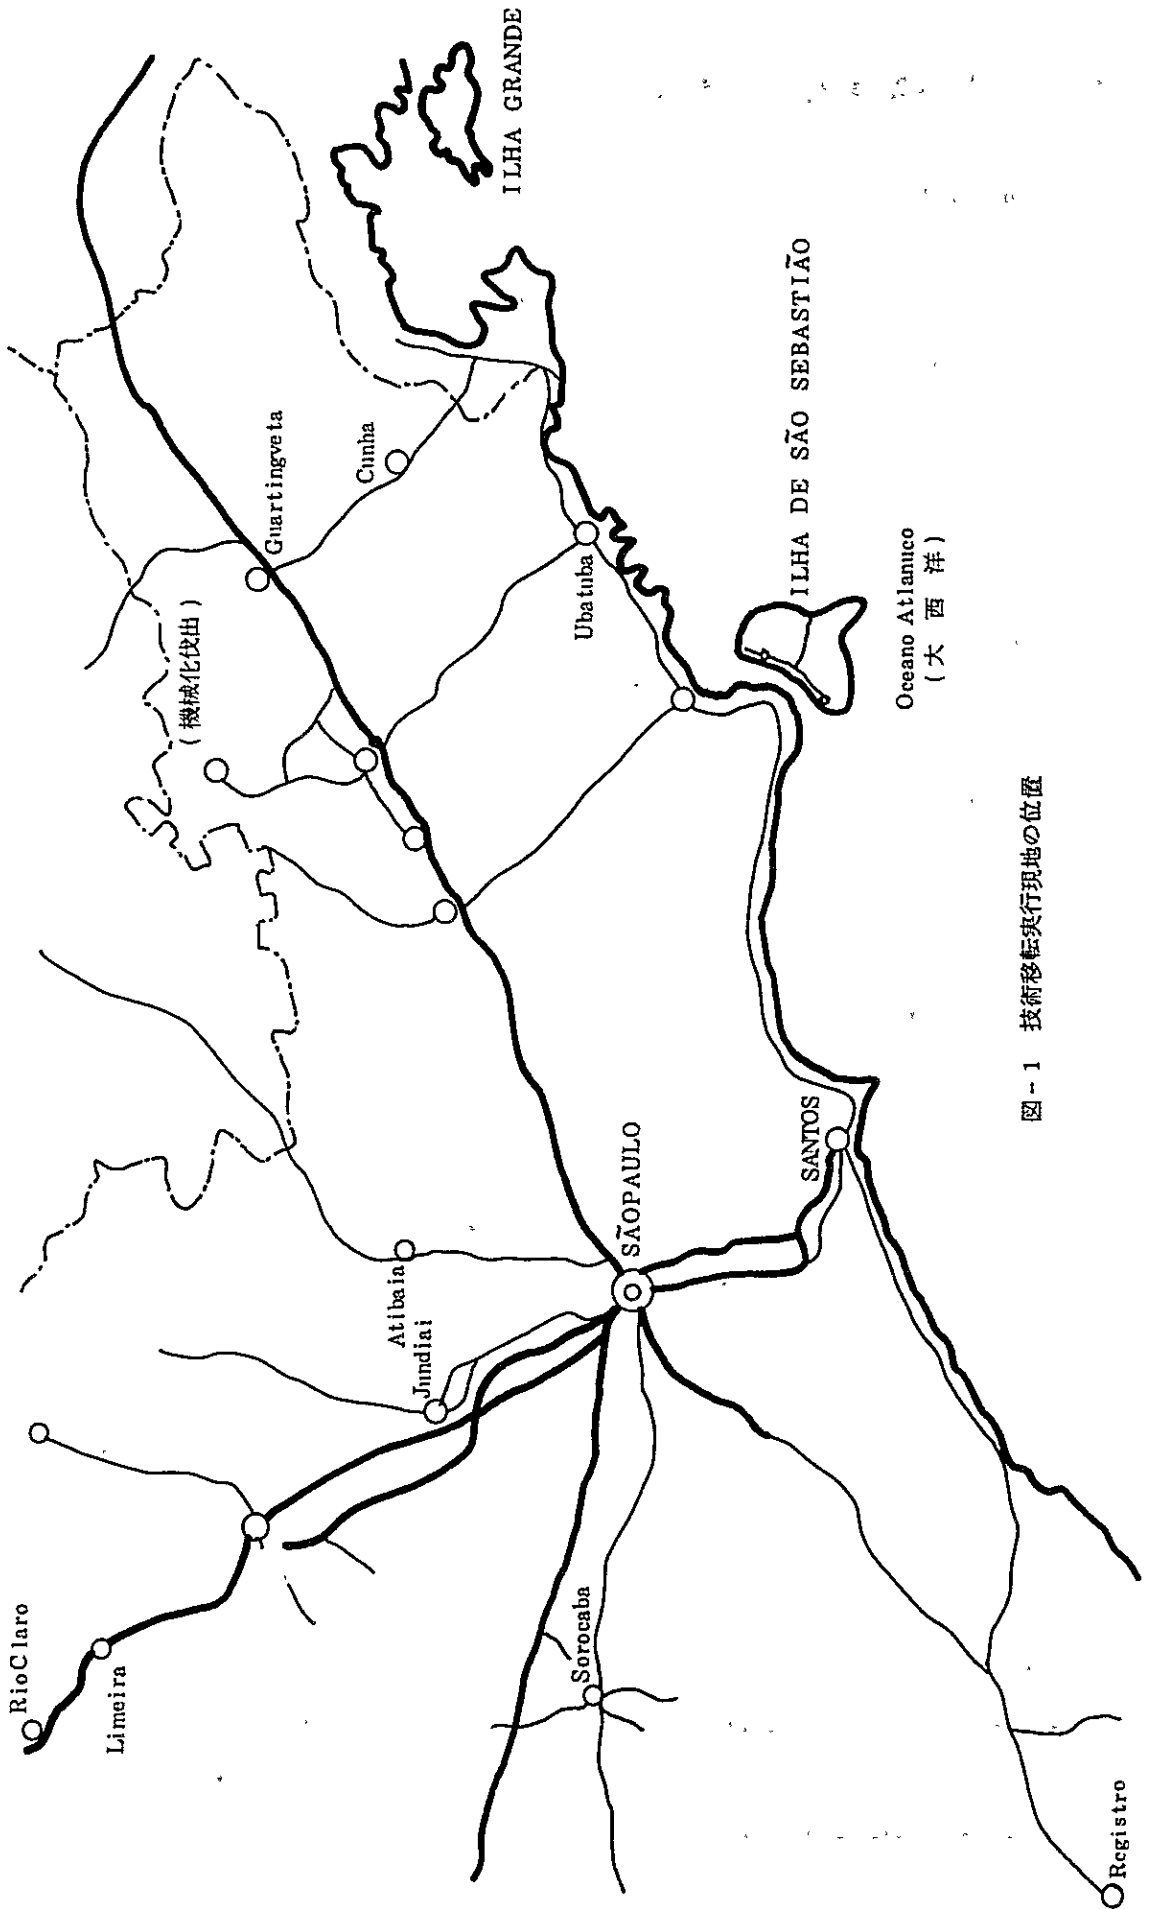 RioClaro
Limeira
Jundiai
Atibaia
Sorocaba
Registro
SÃOPAULO
SANTOS
(機械化伐出)
Guartingveta
Cunha
Ubatuba
ILHA GRANDE
ILHA DE SÃO SEBASTIÃO
Oceano Atlanuco
(大 西 洋)
図-1 技術移転実行現地の位置